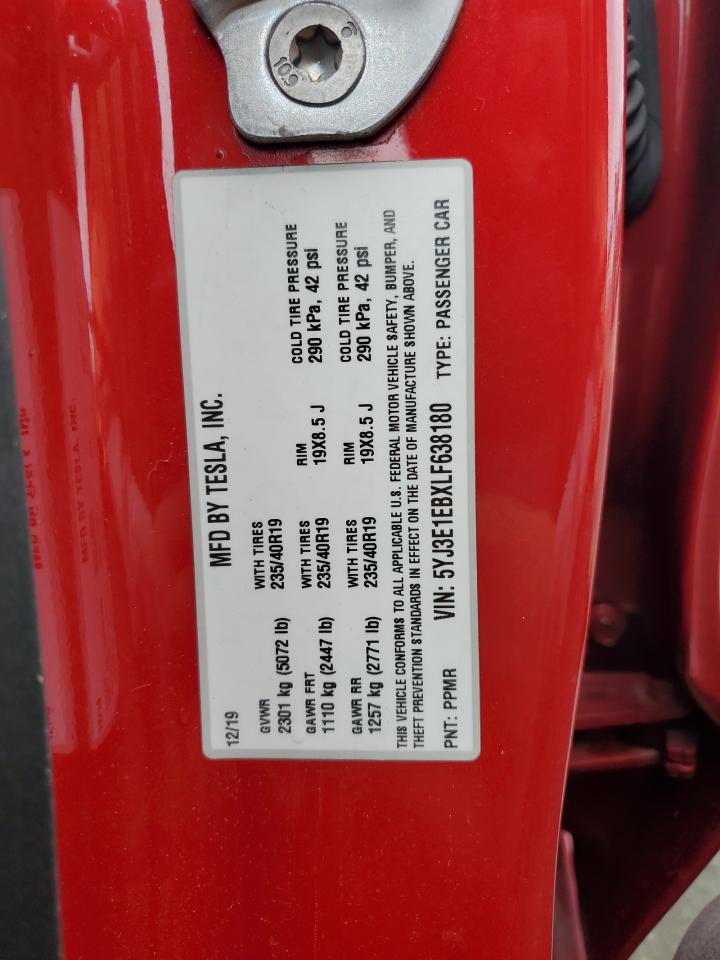 12/19
MFD BY TESLA, INC.
GVWR WITH TIRES COLD TIRE PRESSURE
2301 kg (5072 lb) 235/40R19 290 kPa, 42 psi
GAWR FRT WITH TIRES RIM COLD TIRE PRESSURE
1110 kg (2447 lb) 235/40R19 19X8.5 J 290 kPa, 42 psi
GAWR RR WITH TIRES RIM
1257 kg (2771 lb) 235/40R19 19X8.5 J
THIS VEHICLE CONFORMS TO ALL APPLICABLE U.S. FEDERAL MOTOR VEHICLE SAFETY, BUMPER, AND
THEFT PREVENTION STANDARDS IN EFFECT ON THE DATE OF MANUFACTURE SHOWN ABOVE.
PNT: PPMR VIN: 5YJ3E1EBXLF638180 TYPE: PASSENGER CAR
109